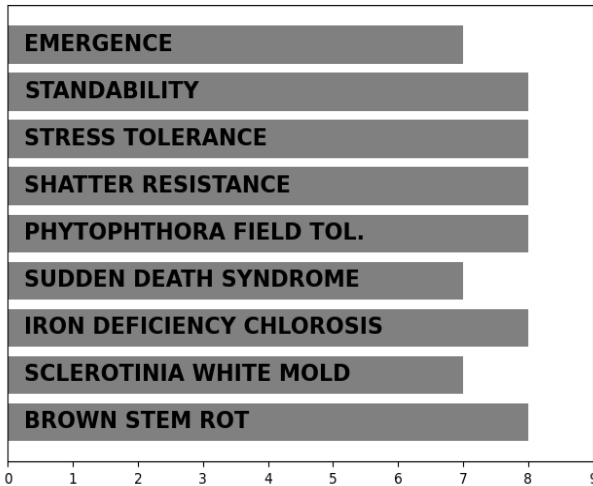 EMERGENCE
STANDABILITY
STRESS TOLERANCE
SHATTER RESISTANCE
PHYTOPHTHORA FIELD TOL.
SUDDEN DEATH SYNDROME
IRON DEFICIENCY CHLOROSIS
SCLEROTINIA WHITE MOLD
BROWN STEM ROT
0 1 2 3 4 5 6 7 8 9